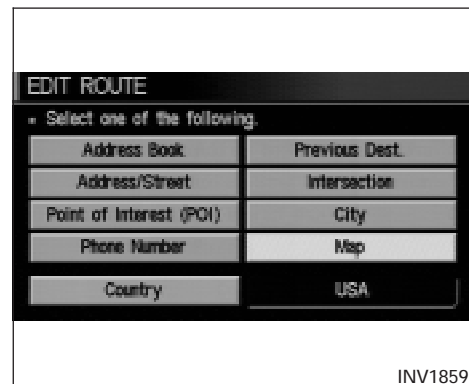 EDIT ROUTE
Select one of the following.
Address Book Previous Dest.
Address/Street Intersection
Point of Interest (POI) City
Phone Number Map
Country USA
INV1859